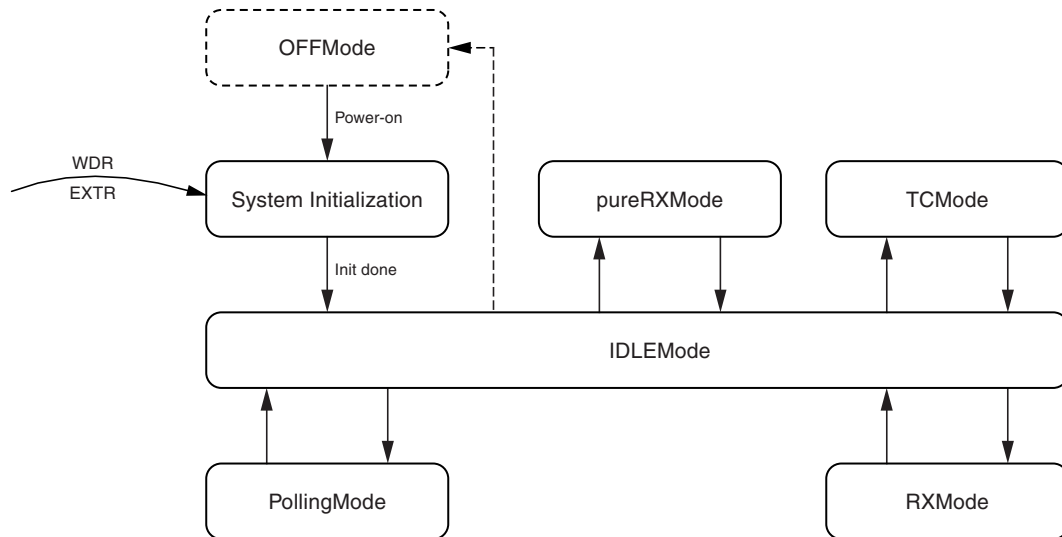 OFFMode
Power-on
WDR
EXTR
System Initialization
pureRXMode
TCMode
Init done
IDLEMode
PollingMode
RXMode